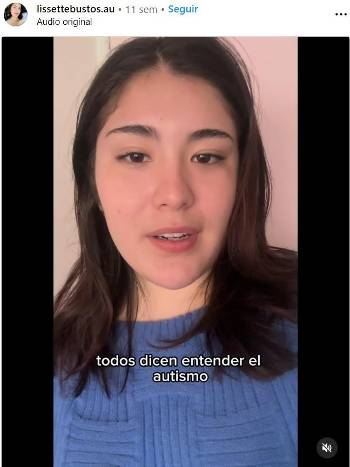 lissettebustos.au • 11 sem • Seguir
Audio original
todos dicen entender el
autismo